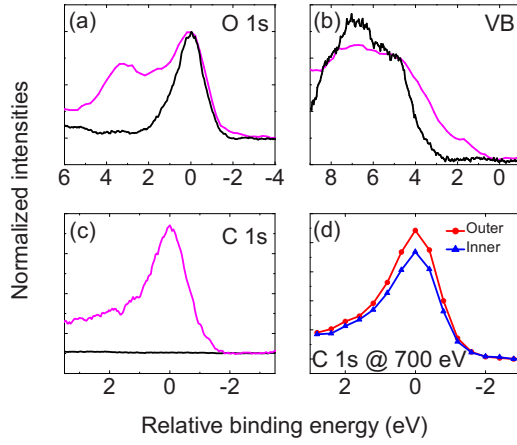 (a) O 1s
(b) VB
6 4 2 0 -2 -4
8 6 4 2 0
(c) C 1s
(d) Outer
Inner
C 1s @ 700 eV
2 0 -2
2 0 -2
Normalized intensities
Relative binding energy (eV)